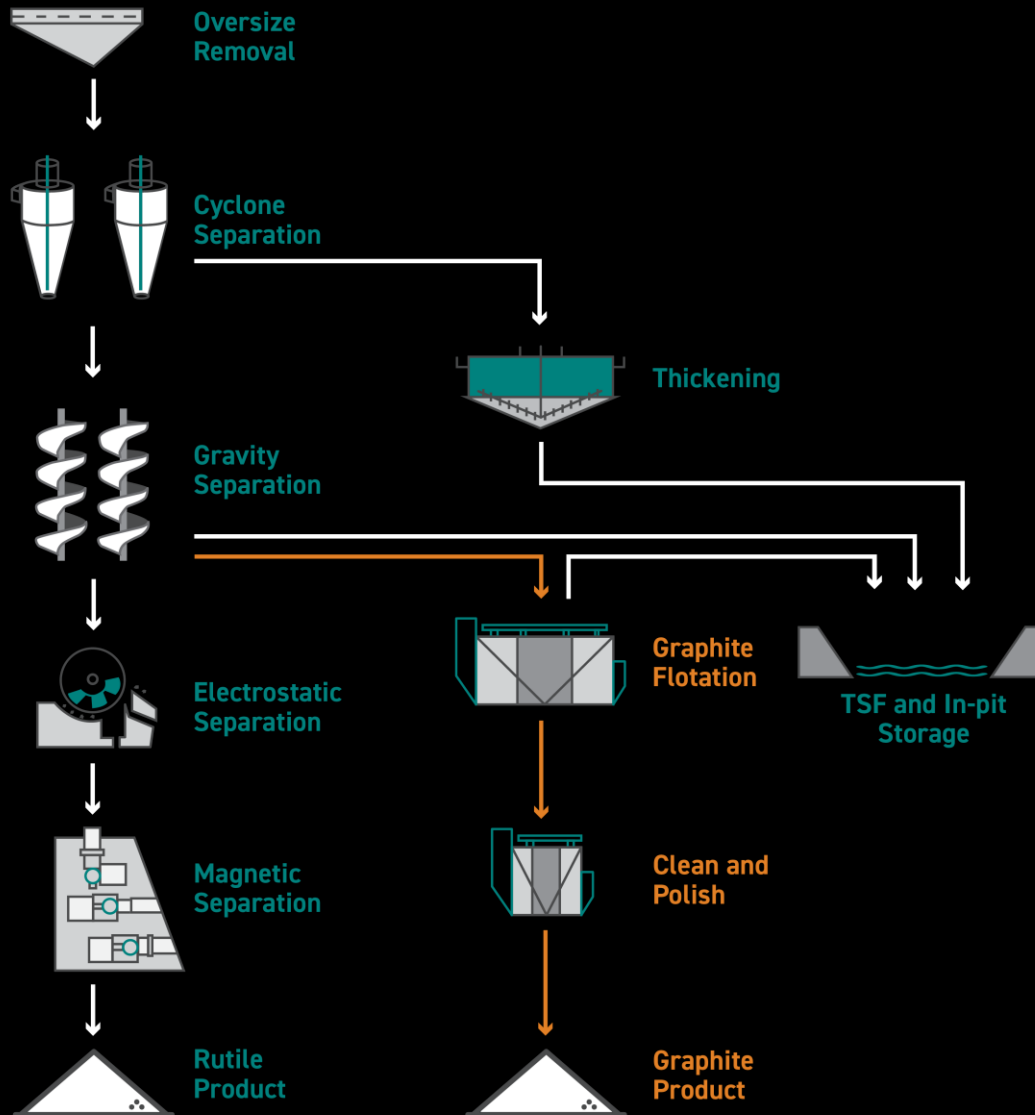 Oversize
Removal
Cyclone
Separation
Thickening
Gravity
Separation
Electrostatic
Separation
Graphite
Flotation
TSF and In-pit
Storage
Magnetic
Separation
Clean and
Polish
Rutile
Product
Graphite
Product